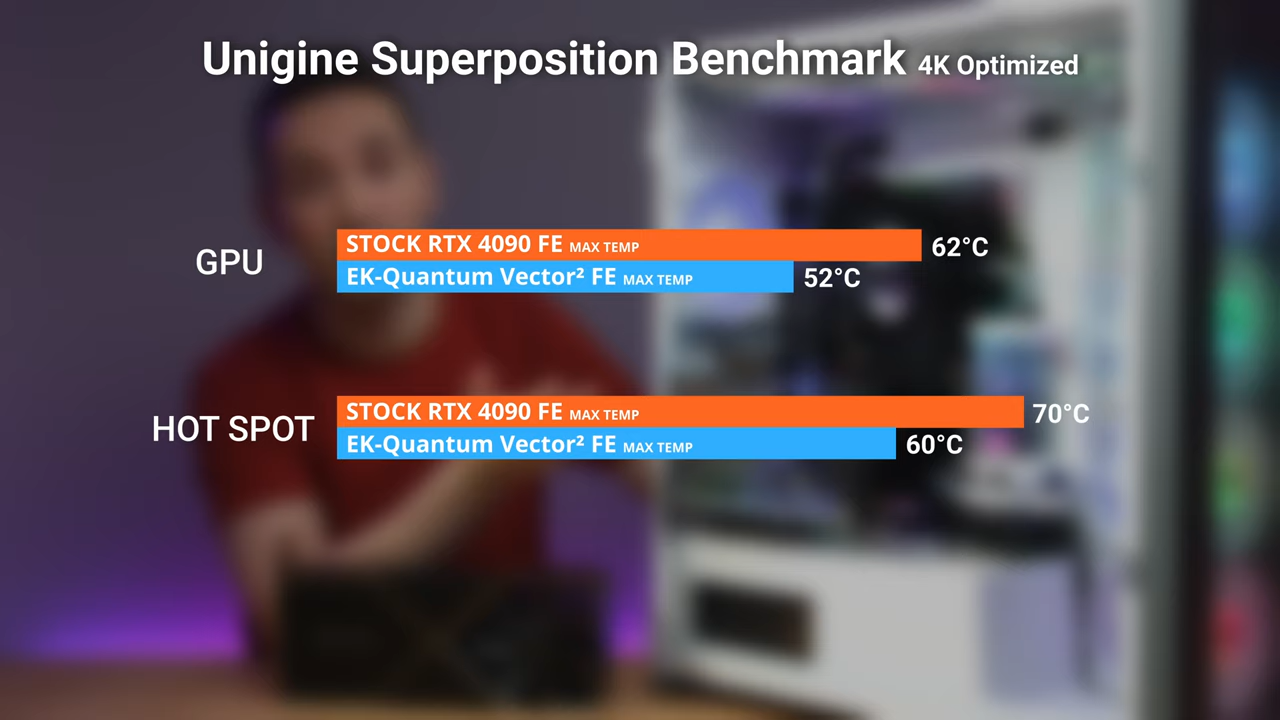 Unigine Superposition Benchmark 4K Optimized
GPU
STOCK RTX 4090 FE MAX TEMP 62°C
EK-Quantum Vector² FE MAX TEMP 52°C
HOT SPOT
STOCK RTX 4090 FE MAX TEMP 70°C
EK-Quantum Vector² FE MAX TEMP 60°C